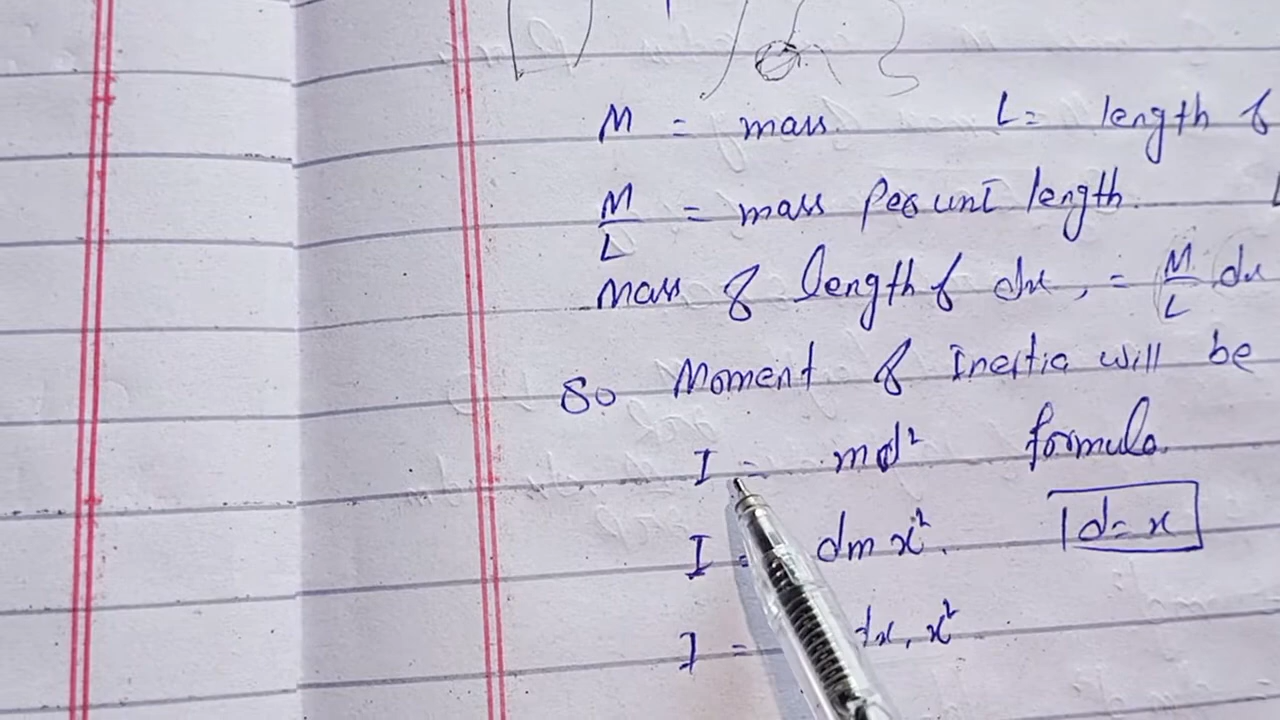 M = mass. L = length of
M/L = mass per unit length.
mass of length of dx, = M/L dx
So Moment of Inertia will be
I = md² formula.
I = dm x². d = x
I = dx . x²